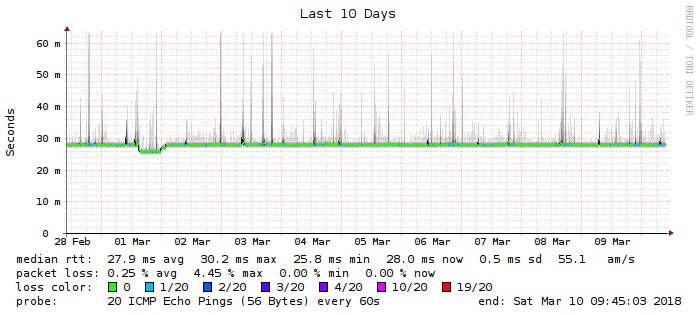 Last 10 Days
RRDTOOL / TOBI OETIKER
Seconds
60 m
50 m
40 m
30 m
20 m
10 m
0
28 Feb 01 Mar 02 Mar 03 Mar 04 Mar 05 Mar 06 Mar 07 Mar 08 Mar 09 Mar
median rtt: 27.9 ms avg 30.2 ms max 25.8 ms min 28.0 ms now 0.5 ms sd 55.1 am/s
packet loss: 0.25 % avg 4.45 % max 0.00 % min 0.00 % now
loss color: 0 1/20 2/20 3/20 4/20 10/20 19/20
probe: 20 ICMP Echo Pings (56 Bytes) every 60s end: Sat Mar 10 09:45:03 2018